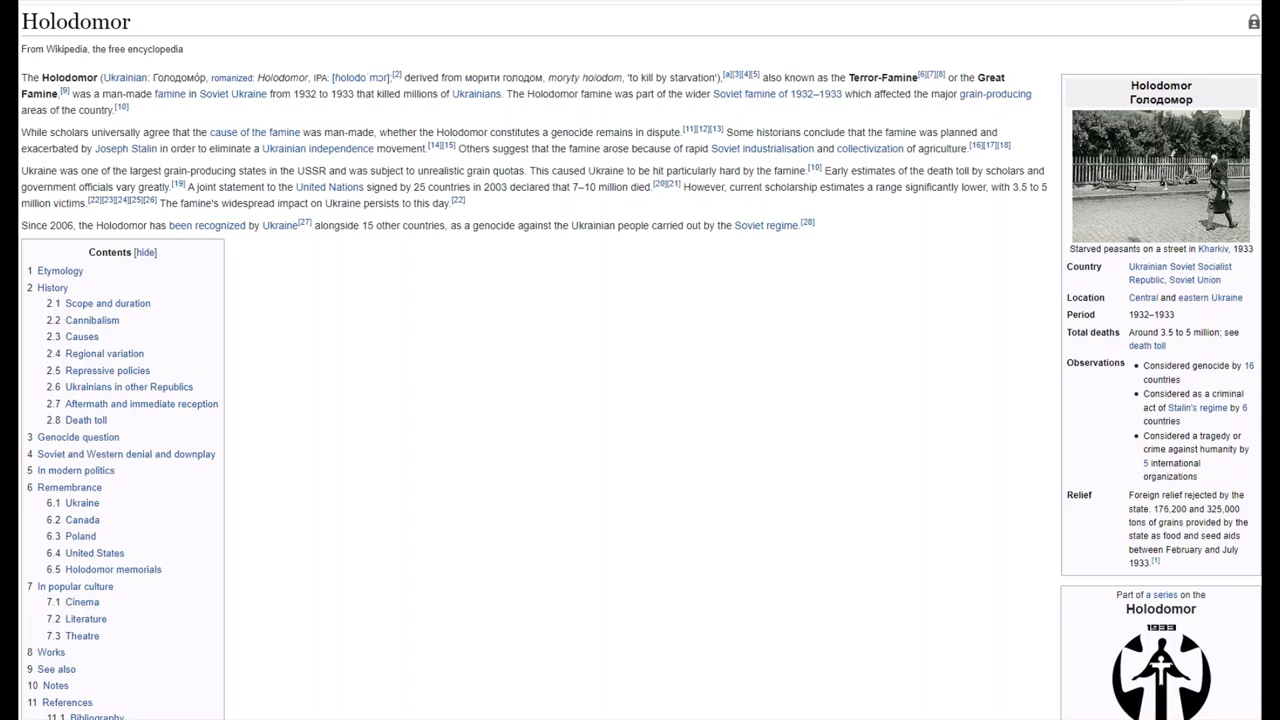 Holodomor
From Wikipedia, the free encyclopedia
The Holodomor (Ukrainian: Голодомо́р, romanized: Holodomor, IPA: [ɦolodoˈmɔr];[2] derived from морити голодом, moryty holodom, 'to kill by starvation'),[a][3][4][5] also known as the Terror-Famine[6][7][8] or the Great
Famine,[9] was a man-made famine in Soviet Ukraine from 1932 to 1933 that killed millions of Ukrainians. The Holodomor famine was part of the wider Soviet famine of 1932–1933 which affected the major grain-producing
areas of the country.[10]
While scholars universally agree that the cause of the famine was man-made, whether the Holodomor constitutes a genocide remains in dispute.[11][12][13] Some historians conclude that the famine was planned and
exacerbated by Joseph Stalin in order to eliminate a Ukrainian independence movement.[14][15] Others suggest that the famine arose because of rapid Soviet industrialisation and collectivization of agriculture.[16][17][18]
Ukraine was one of the largest grain-producing states in the USSR and was subject to unrealistic grain quotas. This caused Ukraine to be hit particularly hard by the famine.[10] Early estimates of the death toll by scholars and
government officials vary greatly.[19] A joint statement to the United Nations signed by 25 countries in 2003 declared that 7–10 million died.[20][21] However, current scholarship estimates a range significantly lower, with 3.5 to 5
million victims.[22][23][24][25][26] The famine's widespread impact on Ukraine persists to this day.[22]
Since 2006, the Holodomor has been recognized by Ukraine[27] alongside 15 other countries, as a genocide against the Ukrainian people carried out by the Soviet regime.[28]
Contents [hide]
1 Etymology
2 History
2.1 Scope and duration
2.2 Cannibalism
2.3 Causes
2.4 Regional variation
2.5 Repressive policies
2.6 Ukrainians in other Republics
2.7 Aftermath and immediate reception
2.8 Death toll
3 Genocide question
4 Soviet and Western denial and downplay
5 In modern politics
6 Remembrance
6.1 Ukraine
6.2 Canada
6.3 Poland
6.4 United States
6.5 Holodomor memorials
7 In popular culture
7.1 Cinema
7.2 Literature
7.3 Theatre
8 Works
9 See also
10 Notes
11 References
11.1 Bibliography
Holodomor
Голодомор
Starved peasants on a street in Kharkiv, 1933
Country Ukrainian Soviet Socialist
Republic, Soviet Union
Location Central and eastern Ukraine
Period 1932–1933
Total deaths Around 3.5 to 5 million; see
death toll
Observations • Considered genocide by 16
countries
• Considered as a criminal
act of Stalin's regime by 6
countries
• Considered a tragedy or
crime against humanity by
5 international
organizations
Relief Foreign relief rejected by the
state. 176,200 and 325,000
tons of grains provided by the
state as food and seed aids
between February and July
1933.[1]
Part of a series on the
Holodomor
1933